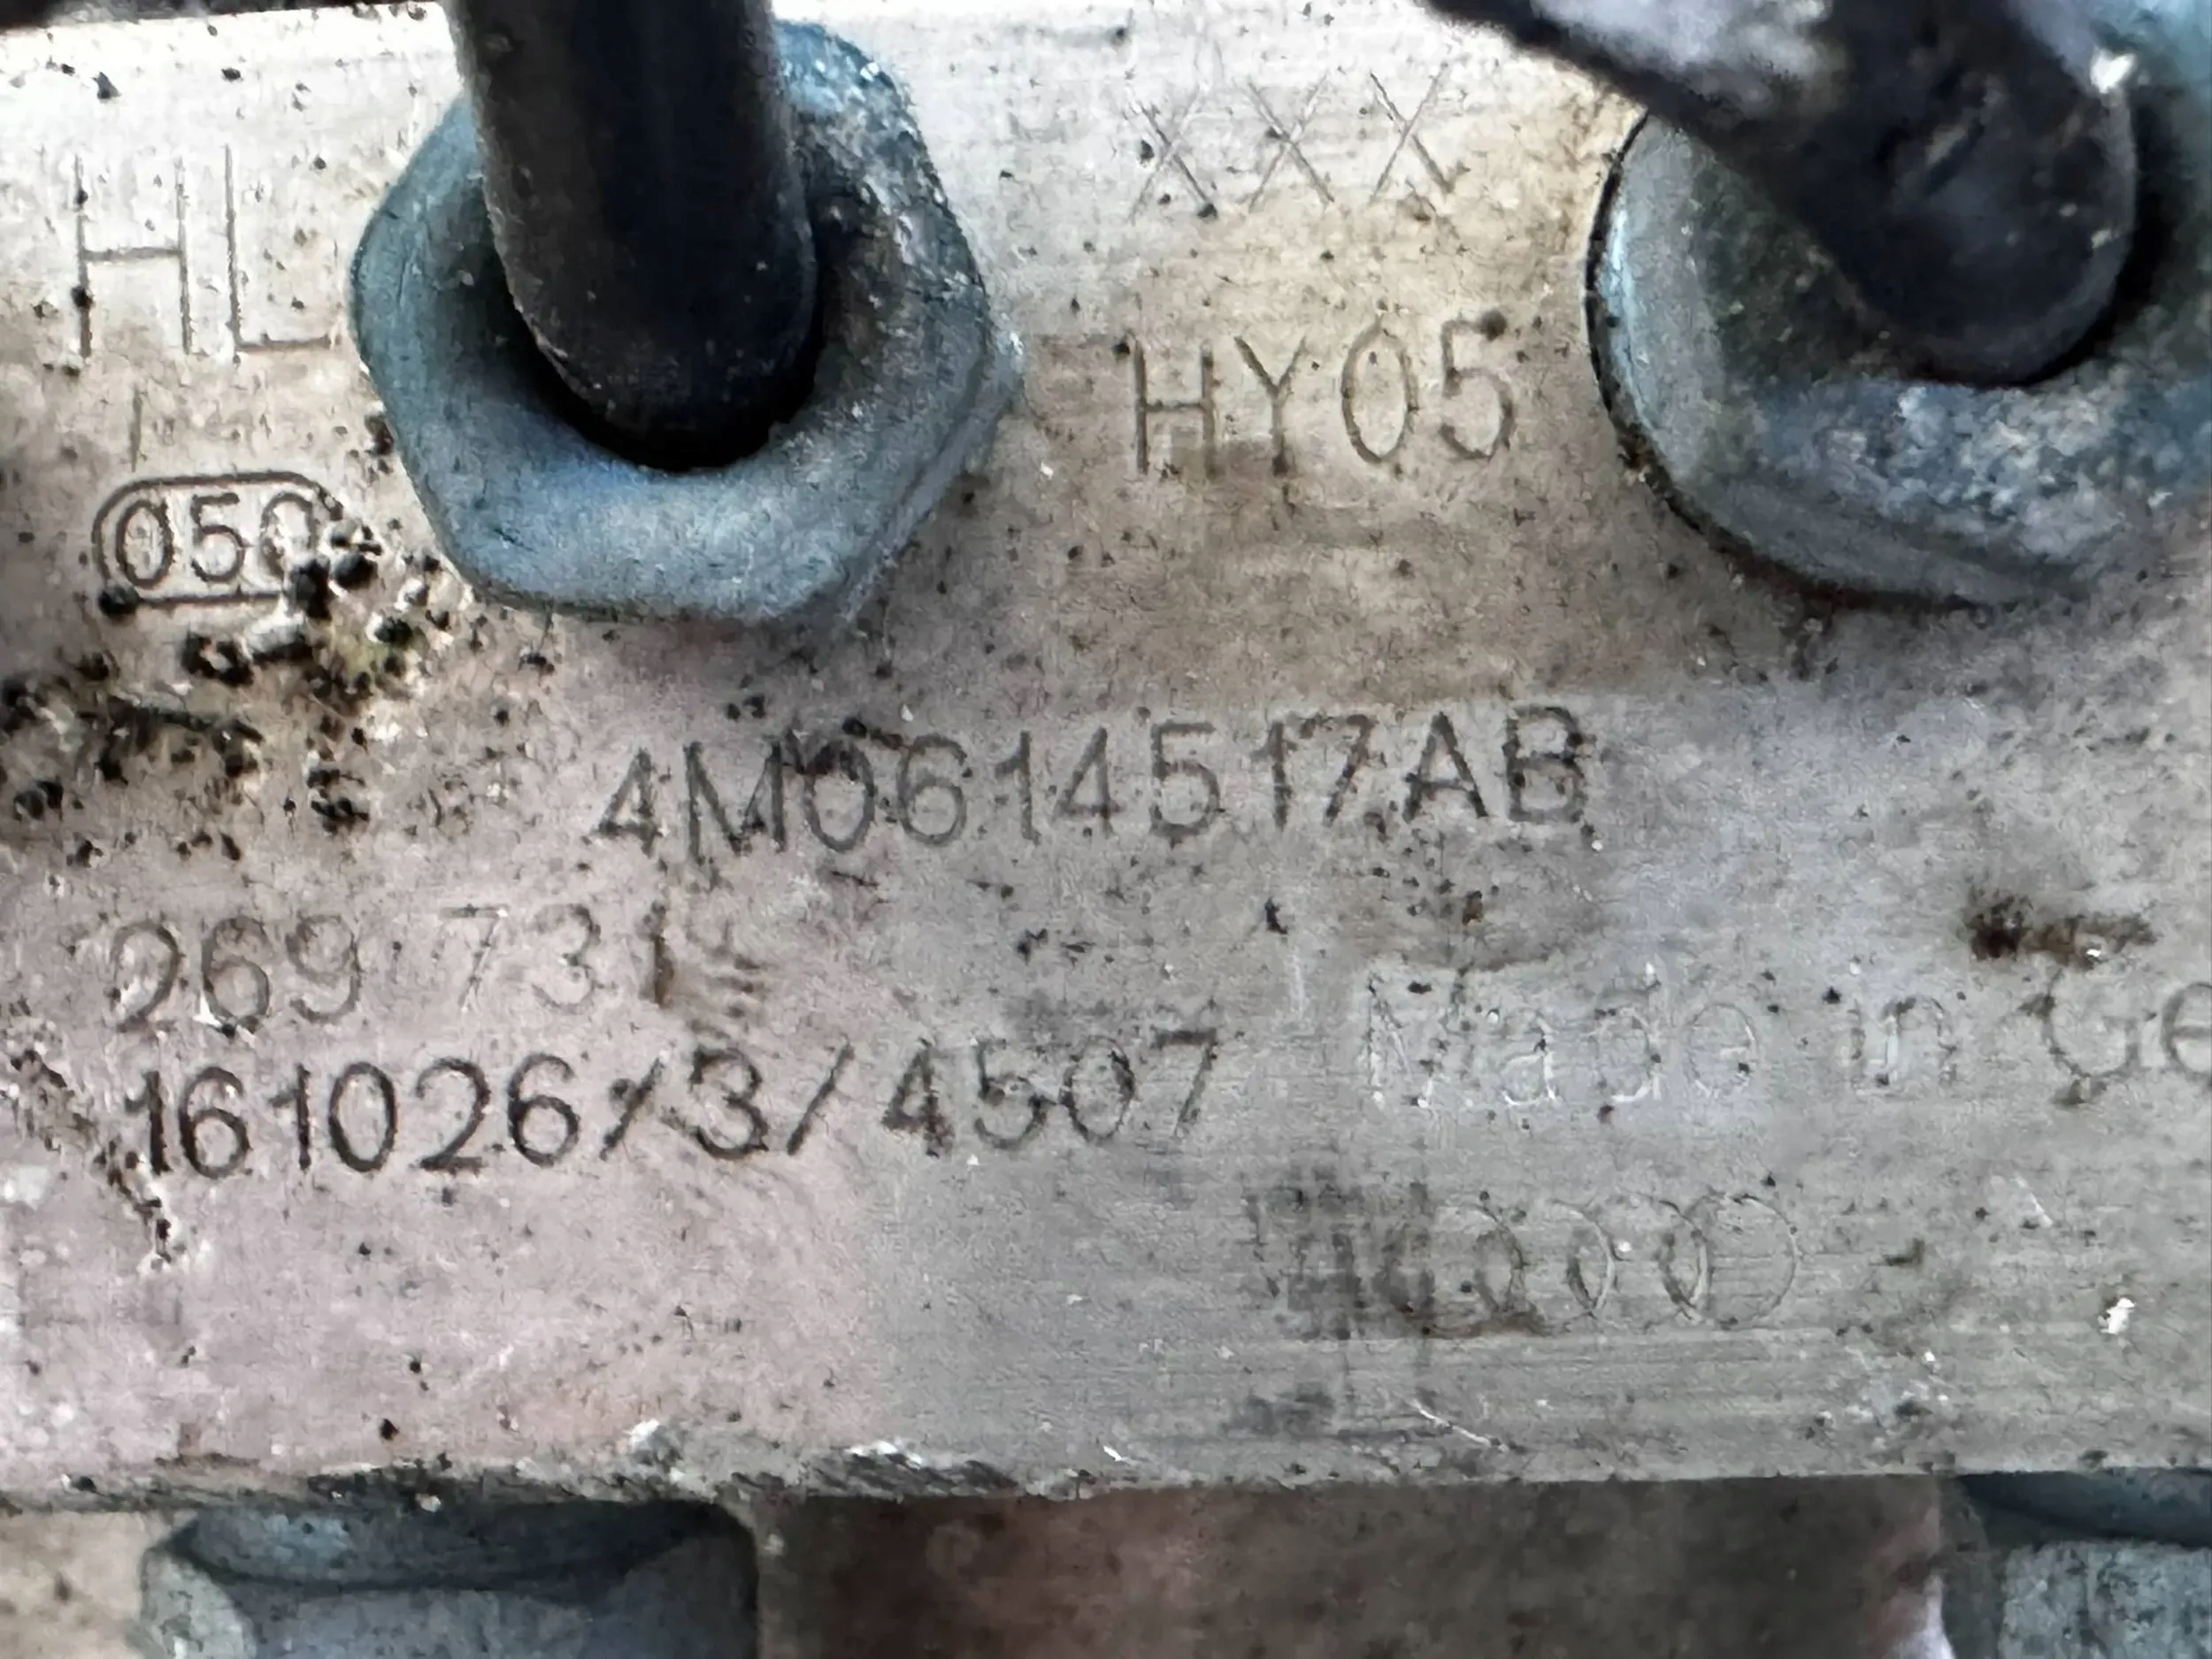 HL
XXX
HY05
050
4M0614517AB
269 731
161026/3/4507
Made in Ge